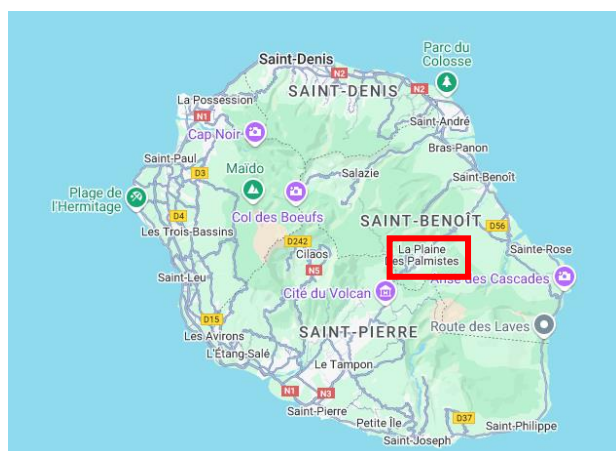 Parc du
Colosse
Saint-Denis
N2
SAINT-DENIS
N2
La Possession
N1
Saint-André
Cap Noir
Bras-Panon
Saint-Paul
D3
Maïdo
Salazie
Saint-Benoît
Plage de
l'Hermitage
D4
Col des Boeufs
SAINT-BENOÎT
D56
Les Trois-Bassins
D242
Cilaos
La Plaine
Des Palmistes
Sainte-Rose
Saint-Leu
N5
Cité du Volcan
Anse des Cascades
D15
Les Avirons
SAINT-PIERRE
Route des Laves
L'Étang-Salé
Le Tampon
N1
N3
Saint-Pierre
D37
Petite Île
Saint-Philippe
Saint-Joseph